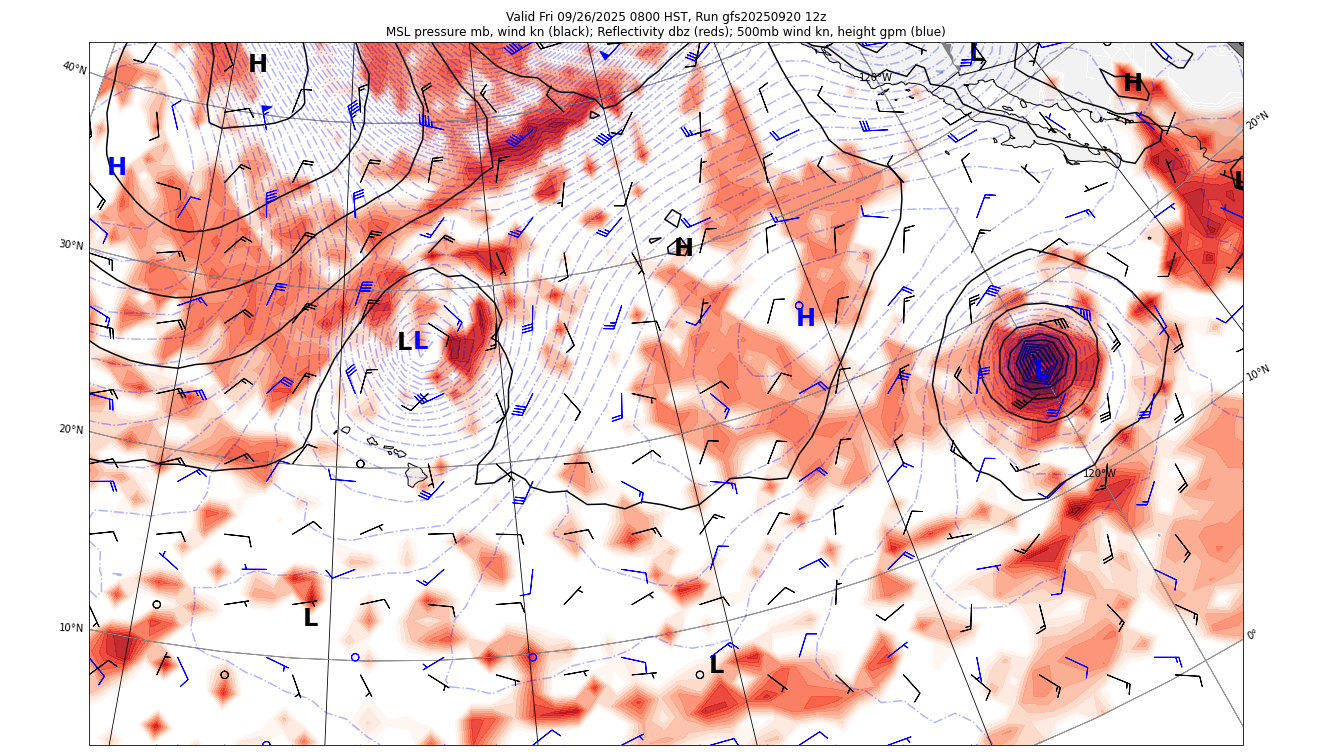 Valid Fri 09/26/2025 0800 HST, Run gfs20250920 12z
MSL pressure mb, wind kn (black); Reflectivity dbz (reds); 500mb wind kn, height gpm (blue)
L
H
40°N
120°W
H
20°N
H
L
30°N
H
H
L L
L
10°N
20°N
120°W
L
10°N
0°
L